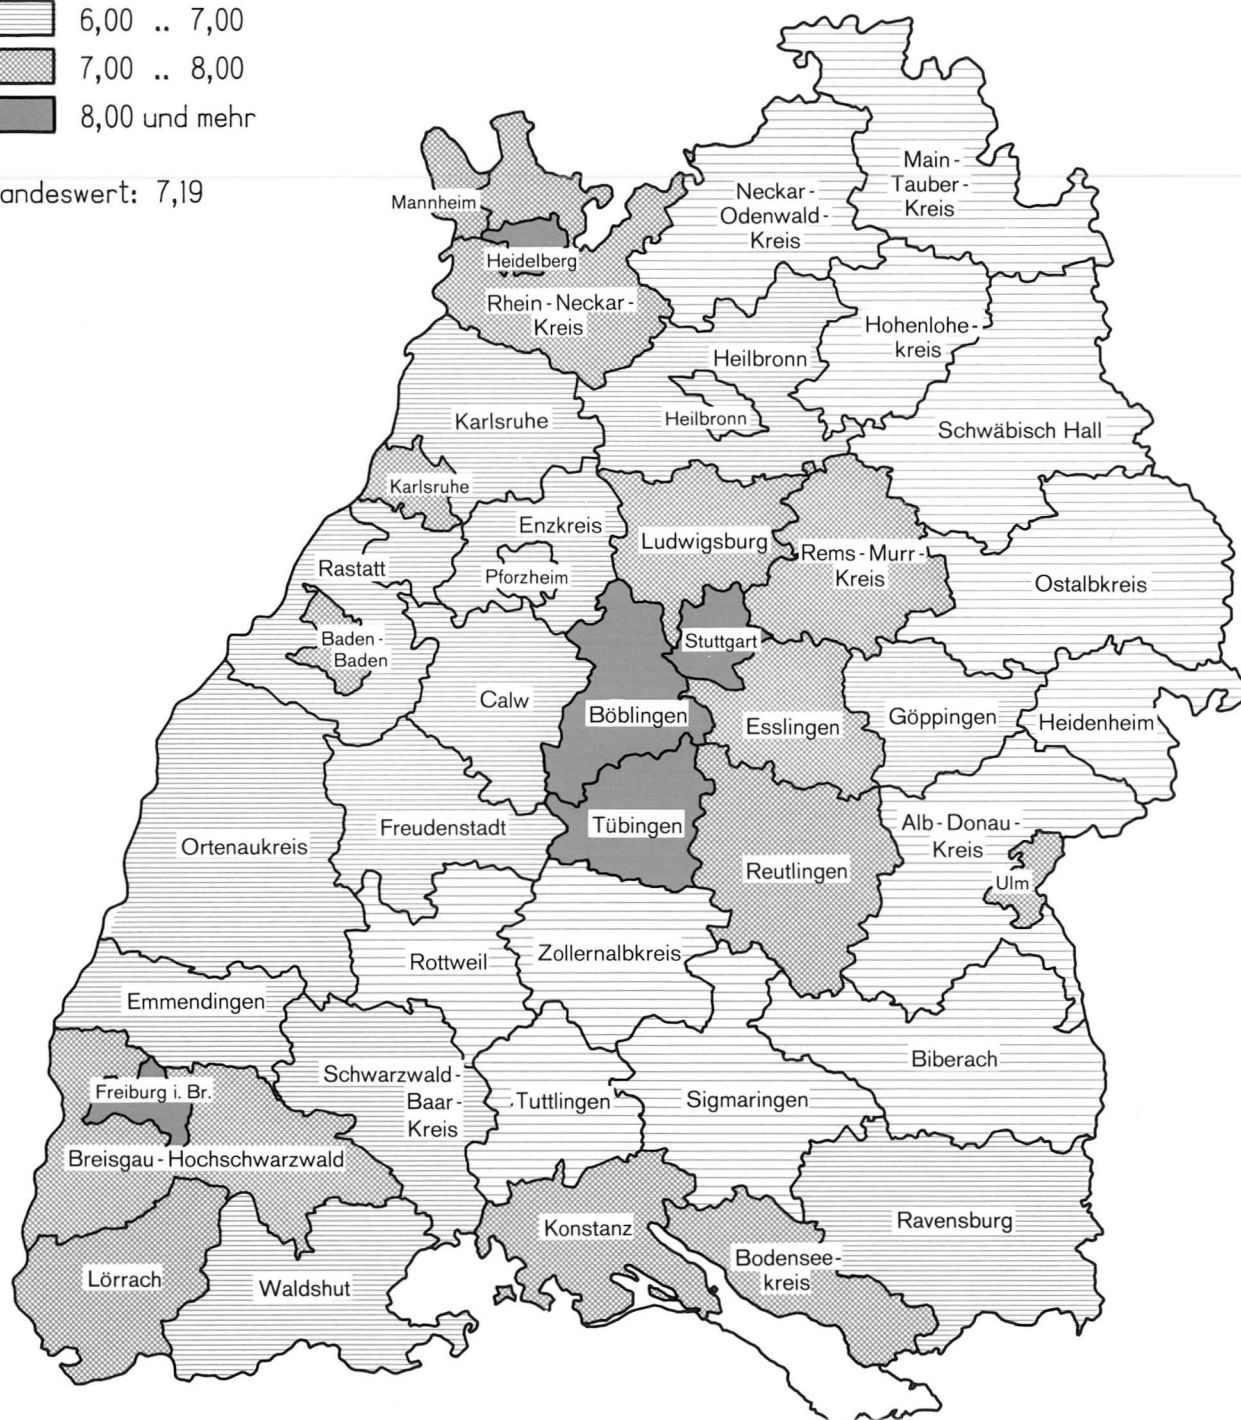 6,00 .. 7,00
7,00 .. 8,00
8,00 und mehr
andeswert: 7,19
Main-
Tauber-
Kreis
Neckar-
Odenwald-
Kreis
Mannheim
Heidelberg
Rhein-Neckar-
Kreis
Hohenlohe-
kreis
Heilbronn
Heilbronn
Karlsruhe
Schwäbisch Hall
Karlsruhe
Enzkreis
Ludwigsburg
Rems-Murr-
Kreis
Rastatt
Pforzheim
Ostalbkreis
Baden-
Baden
Stuttgart
Calw
Böblingen
Esslingen
Göppingen
Heidenheim
Ortenaukreis
Freudenstadt
Tübingen
Alb-Donau-
Kreis
Reutlingen
Ulm
Rottweil
Zollernalbkreis
Emmendingen
Biberach
Schwarzwald-
Baar-
Kreis
Freiburg i. Br.
Tuttlingen
Sigmaringen
Breisgau-Hochschwarzwald
Konstanz
Ravensburg
Bodensee-
kreis
Lörrach
Waldshut